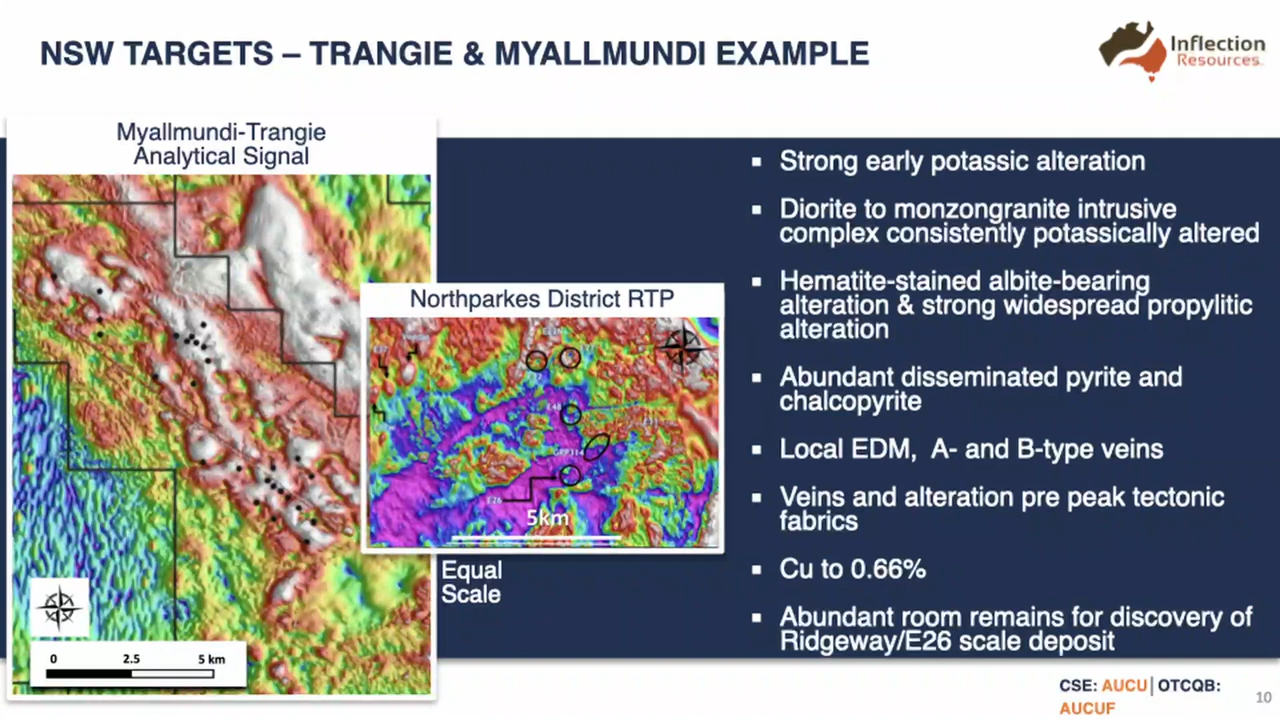 NSW TARGETS – TRANGIE & MYALLMUNDI EXAMPLE
Inflection
Resources
Myallmundi-Trangie
Analytical Signal
0 2.5 5 km
Northparkes District RTP
E48
GRP314
E26
5km
Equal
Scale
▪ Strong early potassic alteration
▪ Diorite to monzongranite intrusive
complex consistently potassically altered
▪ Hematite-stained albite-bearing
alteration & strong widespread propylitic
alteration
▪ Abundant disseminated pyrite and
chalcopyrite
▪ Local EDM, A- and B-type veins
▪ Veins and alteration pre peak tectonic
fabrics
▪ Cu to 0.66%
▪ Abundant room remains for discovery of
Ridgeway/E26 scale deposit
CSE: AUCU | OTCQB:
AUCUF
10